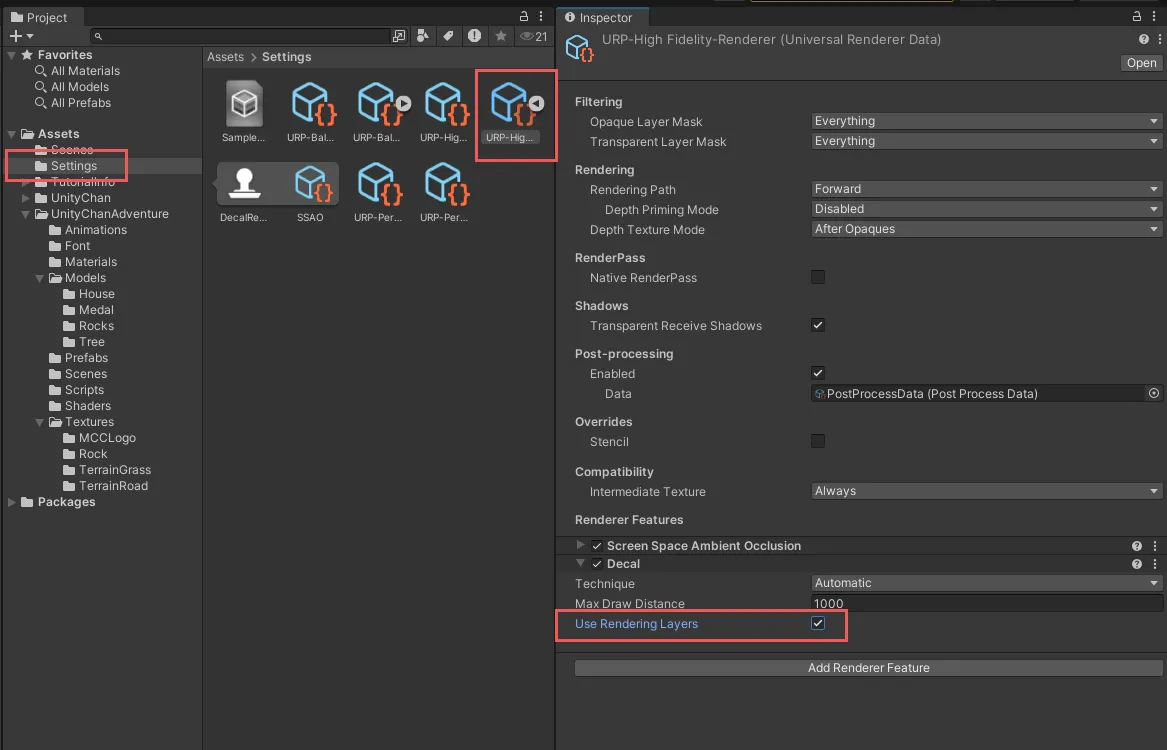 Project
21
Favorites
All Materials
All Models
All Prefabs
Assets
Scenes
Settings
TutorialInfo
UnityChan
UnityChanAdventure
Animations
Font
Materials
Models
House
Medal
Rocks
Tree
Prefabs
Scenes
Scripts
Shaders
Textures
MCCLogo
Rock
TerrainGrass
TerrainRoad
Packages
Assets > Settings
Sample... URP-Bal... URP-Bal... URP-Hig... URP-Hig...
DecalRe... SSAO URP-Per... URP-Per...
Inspector
URP-High Fidelity-Renderer (Universal Renderer Data)
Open
Filtering
Opaque Layer Mask Everything
Transparent Layer Mask Everything
Rendering
Rendering Path Forward
Depth Priming Mode Disabled
Depth Texture Mode After Opaques
RenderPass
Native RenderPass
Shadows
Transparent Receive Shadows
Post-processing
Enabled
Data PostProcessData (Post Process Data)
Overrides
Stencil
Compatibility
Intermediate Texture Always
Renderer Features
Screen Space Ambient Occlusion
Decal
Technique Automatic
Max Draw Distance 1000
Use Rendering Layers
Add Renderer Feature